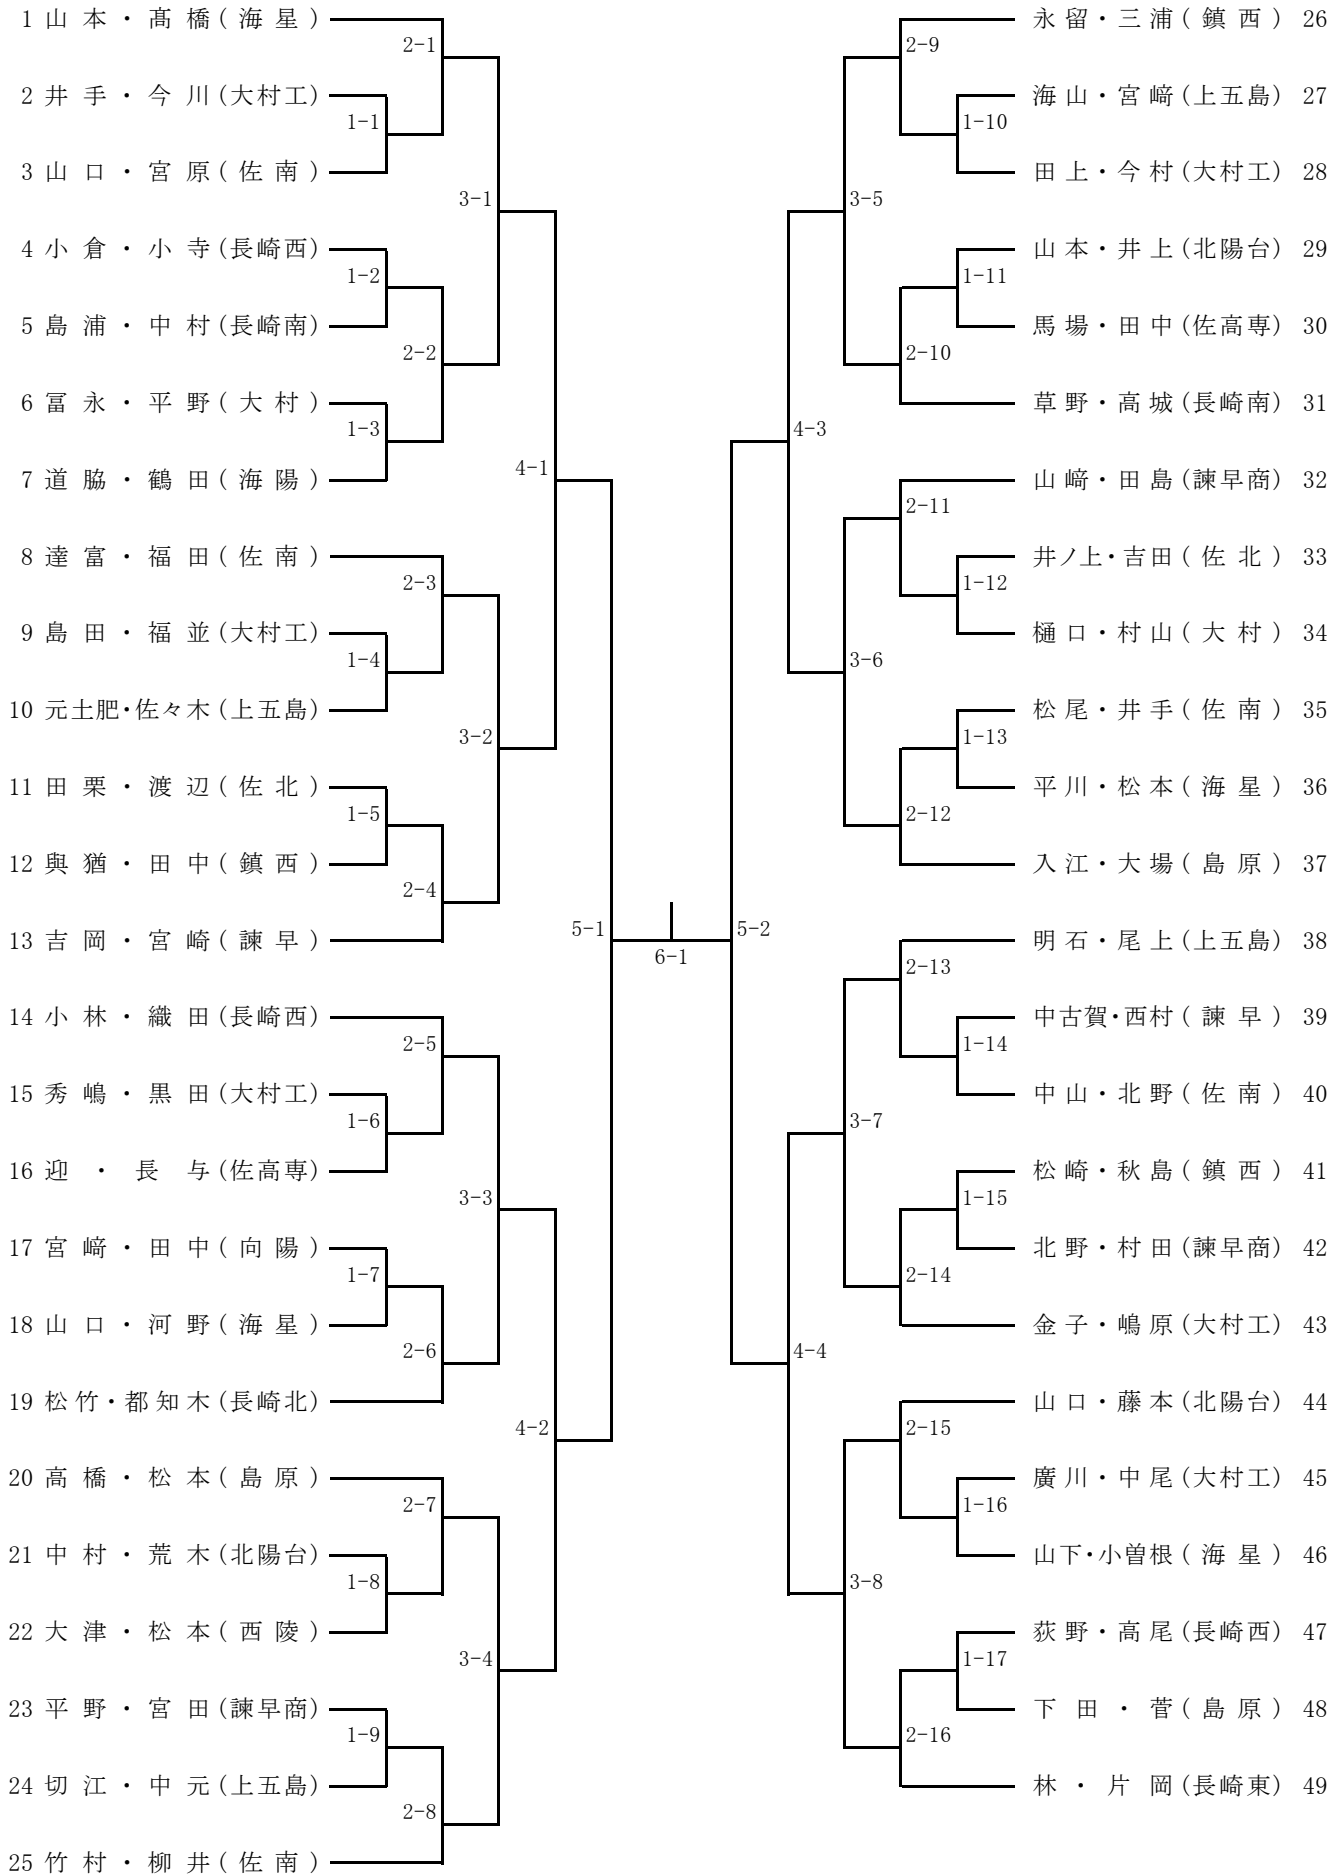 1 山本・髙橋(海星)
2-1
2 井手・今川(大村工)
1-1
3 山口・宮原(佐南)
3-1
4 小倉・小寺(長崎西)
1-2
5 島浦・中村(長崎南)
2-2
6 冨永・平野(大村)
1-3
7 道脇・鶴田(海陽)
4-1
8 達富・福田(佐南)
2-3
9 島田・福並(大村工)
1-4
10 元土肥・佐々木(上五島)
3-2
11 田栗・渡辺(佐北)
1-5
12 與猶・田中(鎮西)
2-4
13 吉岡・宮崎(諫早)
5-1
14 小林・織田(長崎西)
2-5
15 秀嶋・黒田(大村工)
1-6
16 迎・長与(佐高専)
3-3
17 宮﨑・田中(向陽)
1-7
18 山口・河野(海星)
2-6
19 松竹・都知木(長崎北)
4-2
20 高橋・松本(島原)
2-7
21 中村・荒木(北陽台)
1-8
22 大津・松本(西陵)
3-4
23 平野・宮田(諫早商)
1-9
24 切江・中元(上五島)
2-8
25 竹村・柳井(佐南)
6-1
永留・三浦(鎮西) 26
2-9
海山・宮﨑(上五島) 27
1-10
田上・今村(大村工) 28
3-5
山本・井上(北陽台) 29
1-11
馬場・田中(佐高専) 30
2-10
草野・高城(長崎南) 31
4-3
山﨑・田島(諫早商) 32
2-11
井ノ上・吉田(佐北) 33
1-12
樋口・村山(大村) 34
3-6
松尾・井手(佐南) 35
1-13
平川・松本(海星) 36
2-12
入江・大場(島原) 37
5-2
明石・尾上(上五島) 38
2-13
中古賀・西村(諫早) 39
1-14
中山・北野(佐南) 40
3-7
松崎・秋島(鎮西) 41
1-15
北野・村田(諫早商) 42
2-14
金子・嶋原(大村工) 43
4-4
山口・藤本(北陽台) 44
2-15
廣川・中尾(大村工) 45
1-16
山下・小曽根(海星) 46
3-8
荻野・高尾(長崎西) 47
1-17
下田・菅(島原) 48
2-16
林・片岡(長崎東) 49